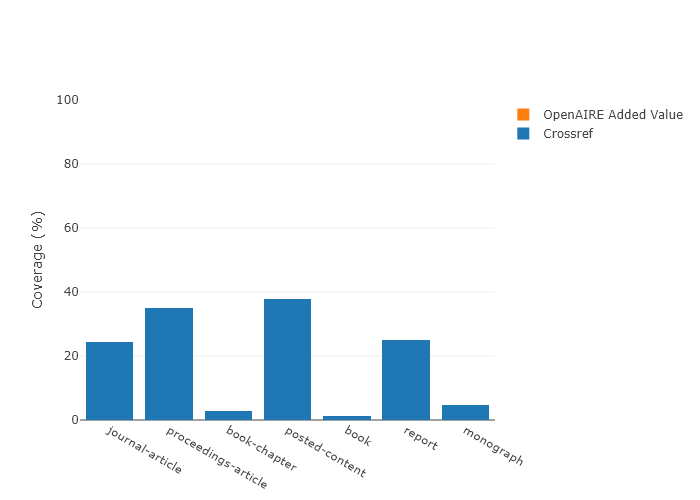 100
80
60
40
20
0
Coverage (%)
journal-article
proceedings-article
book-chapter
posted-content
book
report
monograph
OpenAIRE Added Value
Crossref